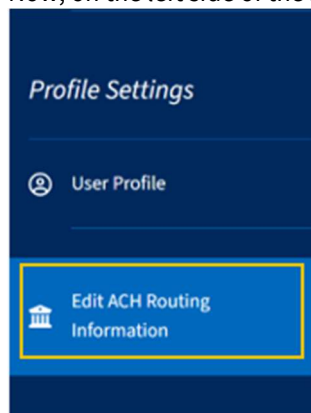 Profile Settings
User Profile
Edit ACH Routing
Information